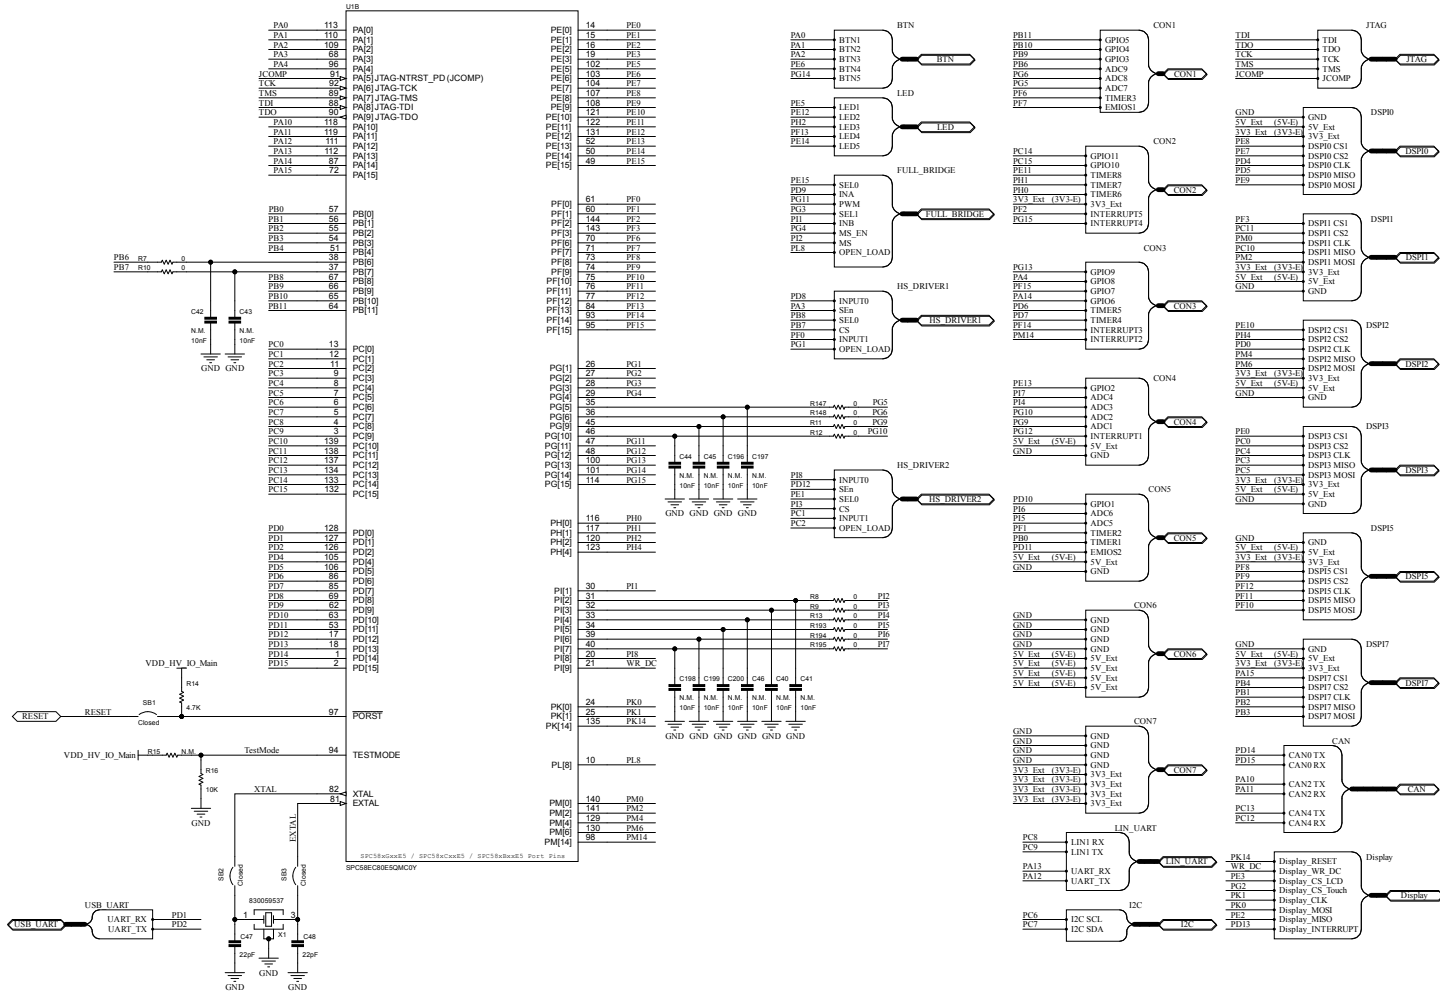 U1B
PA0 113 PA[0]
PA1 110 PA[1]
PA2 109 PA[2]
PA3 68 PA[3]
PA4 96 PA[4]
JCOMP 91 PA[5] JTAG-NTRST_PD (JCOMP)
TCK 92 PA[6] JTAG-TCK
TMS 89 PA[7] JTAG-TMS
TDI 88 PA[8] JTAG-TDI
TDO 90 PA[9] JTAG-TDO
PA10 118 PA[10]
PA11 119 PA[11]
PA12 111 PA[12]
PA13 112 PA[13]
PA14 87 PA[14]
PA15 72 PA[15]
PB0 57 PB[0]
PB1 56 PB[1]
PB2 55 PB[2]
PB3 54 PB[3]
PB4 51 PB[4]
PB6 R7 0 38 PB[6]
PB7 R10 0 37 PB[7]
PB8 67 PB[8]
PB9 66 PB[9]
PB10 65 PB[10]
PB11 64 PB[11]
C42 C43
N.M. N.M.
10nF 10nF
GND GND
PC0 13 PC[0]
PC1 12 PC[1]
PC2 11 PC[2]
PC3 9 PC[3]
PC4 8 PC[4]
PC5 7 PC[5]
PC6 6 PC[6]
PC7 5 PC[7]
PC8 4 PC[8]
PC9 3 PC[9]
PC10 139 PC[10]
PC11 138 PC[11]
PC12 137 PC[12]
PC13 134 PC[13]
PC14 133 PC[14]
PC15 132 PC[15]
PD0 128 PD[0]
PD1 127 PD[1]
PD2 126 PD[2]
PD4 105 PD[4]
PD5 106 PD[5]
PD6 86 PD[6]
PD7 85 PD[7]
PD8 69 PD[8]
PD9 62 PD[9]
PD10 63 PD[10]
PD11 53 PD[11]
PD12 17 PD[12]
PD13 18 PD[13]
PD14 1 PD[14]
PD15 2 PD[15]
VDD_HV_IO_Main
R14
4.7K
SB1
RESET RESET 97 PORST
Closed
VDD_HV_IO_Main R15 N.M. TestMode 94 TESTMODE
R16
10K
GND
XTAL 82 XTAL
81 EXTAL
EXTAL
SB2 Closed
SB3 Closed
830059537
1 3
X1
C47 C48
22pF 22pF
GND
GND GND
USB_UART
USB_UART UART_RX PD1
UART_TX PD2
PE[0] 14 PE0
PE[1] 15 PE1
PE[2] 16 PE2
PE[3] 19 PE3
PE[5] 102 PE5
PE[6] 103 PE6
PE[7] 104 PE7
PE[8] 107 PE8
PE[9] 108 PE9
PE[10] 121 PE10
PE[11] 122 PE11
PE[12] 131 PE12
PE[13] 52 PE13
PE[14] 50 PE14
PE[15] 49 PE15
PF[0] 61 PF0
PF[1] 60 PF1
PF[2] 144 PF2
PF[3] 143 PF3
PF[6] 70 PF6
PF[7] 71 PF7
PF[8] 73 PF8
PF[9] 74 PF9
PF[10] 75 PF10
PF[11] 76 PF11
PF[12] 77 PF12
PF[13] 84 PF13
PF[14] 93 PF14
PF[15] 95 PF15
PG[1] 26 PG1
PG[2] 27 PG2
PG[3] 28 PG3
PG[4] 29 PG4
PG[5] 35 R147 0 PG5
PG[6] 36 R148 0 PG6
PG[9] 45 R11 0 PG9
PG[10] 46 R12 0 PG10
PG[11] 47 PG11
PG[12] 48 PG12
PG[13] 100 PG13
PG[14] 101 PG14
PG[15] 114 PG15
C44 C45 C196 C197
N.M. N.M. N.M. N.M.
10nF 10nF 10nF 10nF
GND GND GND GND
PH[0] 116 PH0
PH[1] 117 PH1
PH[2] 120 PH2
PH[4] 123 PH4
PI[1] 30 PI1
PI[2] 31 R8 0 PI2
PI[3] 32 R9 0 PI3
PI[4] 33 R13 0 PI4
PI[5] 34 R193 0 PI5
PI[6] 39 R194 0 PI6
PI[7] 40 R195 0 PI7
PI[8] 20 PI8
PI[9] 21 WR_DC
C198 C199 C200 C46 C40 C41
N.M. N.M. N.M. N.M. N.M. N.M.
10nF 10nF 10nF 10nF 10nF 10nF
GND GND GND GND GND GND
PK[0] 24 PK0
PK[1] 25 PK1
PK[14] 135 PK14
PL[8] 10 PL8
PM[0] 140 PM0
PM[2] 141 PM2
PM[4] 129 PM4
PM[6] 130 PM6
PM[14] 98 PM14
SPC58xGxxE5 / SPC58xCxxE5 / SPC58xBxxE5 Port Pins
SPC58EC80E5QMC0Y
BTN
PA0 BTN1
PA1 BTN2
PA2 BTN3
PE6 BTN4
PG14 BTN5
BTN
LED
PE5 LED1
PE12 LED2
PH2 LED3
PF13 LED4
PE14 LED5
LED
FULL_BRIDGE
PE15 SEL0
PD9 INA
PG11 PWM
PG3 SEL1
PI1 INB
PG4 MS_EN
PI2 MS
PL8 OPEN_LOAD
FULL_BRIDGE
HS_DRIVER1
PD8 INPUT0
PA3 SEn
PB8 SEL0
PB7 CS
PF0 INPUT1
PG1 OPEN_LOAD
HS_DRIVER1
HS_DRIVER2
PI8 INPUT0
PD12 SEn
PE1 SEL0
PI3 CS
PC1 INPUT1
PC2 OPEN_LOAD
HS_DRIVER2
CON1
PB11 GPIO5
PB10 GPIO4
PB9 GPIO3
PB6 ADC9
PG6 ADC8
PG5 ADC7
PF6 TIMER3
PF7 EMIOS1
CON1
CON2
PC14 GPIO11
PC15 GPIO10
PE11 TIMER8
PH1 TIMER7
PH0 TIMER6
3V3_Ext (3V3-E) 3V3_Ext
PF2 INTERRUPT5
PG15 INTERRUPT4
CON2
CON3
PG13 GPIO9
PA4 GPIO8
PF15 GPIO7
PA14 GPIO6
PD6 TIMER5
PD7 TIMER4
PF14 INTERRUPT3
PM14 INTERRUPT2
CON3
CON4
PE13 GPIO2
PI7 ADC4
PI4 ADC3
PG10 ADC2
PG9 ADC1
PG12 INTERRUPT1
5V_Ext (5V-E) 5V_Ext
GND GND
CON4
CON5
PD10 GPIO1
PI6 ADC6
PI5 ADC5
PF1 TIMER2
PB0 TIMER1
PD11 EMIOS2
5V_Ext (5V-E) 5V_Ext
GND GND
CON5
CON6
GND GND
GND GND
GND GND
GND GND
5V_Ext (5V-E) 5V_Ext
5V_Ext (5V-E) 5V_Ext
5V_Ext (5V-E) 5V_Ext
5V_Ext (5V-E) 5V_Ext
CON6
CON7
GND GND
GND GND
GND GND
GND GND
3V3_Ext (3V3-E) 3V3_Ext
3V3_Ext (3V3-E) 3V3_Ext
3V3_Ext (3V3-E) 3V3_Ext
3V3_Ext (3V3-E) 3V3_Ext
CON7
LIN_UART
PC8 LIN1 RX
PC9 LIN1 TX
PA13 UART_RX
PA12 UART_TX
LIN_UART
I2C
PC6 I2C SCL
PC7 I2C SDA
I2C
JTAG
TDI TDI
TDO TDO
TCK TCK
TMS TMS
JCOMP JCOMP
JTAG
DSPI0
GND GND
5V_Ext (5V-E) 5V_Ext
3V3_Ext (3V3-E) 3V3_Ext
PE8 DSPI0 CS1
PE7 DSPI0 CS2
PD4 DSPI0 CLK
PD5 DSPI0 MISO
PE9 DSPI0 MOSI
DSPI0
DSPI1
PF3 DSPI1 CS1
PC11 DSPI1 CS2
PM0 DSPI1 CLK
PC10 DSPI1 MISO
PM2 DSPI1 MOSI
3V3_Ext (3V3-E) 3V3_Ext
5V_Ext (5V-E) 5V_Ext
GND GND
DSPI1
DSPI2
PE10 DSPI2 CS1
PH4 DSPI2 CS2
PD0 DSPI2 CLK
PM4 DSPI2 MISO
PM6 DSPI2 MOSI
3V3_Ext (3V3-E) 3V3_Ext
5V_Ext (5V-E) 5V_Ext
GND GND
DSPI2
DSPI3
PE0 DSPI3 CS1
PC0 DSPI3 CS2
PC4 DSPI3 CLK
PC3 DSPI3 MISO
PC5 DSPI3 MOSI
3V3_Ext (3V3-E) 3V3_Ext
5V_Ext (5V-E) 5V_Ext
GND GND
DSPI3
DSPI5
GND GND
5V_Ext (5V-E) 5V_Ext
3V3_Ext (3V3-E) 3V3_Ext
PF8 DSPI5 CS1
PF9 DSPI5 CS2
PF12 DSPI5 CLK
PF11 DSPI5 MISO
PF10 DSPI5 MOSI
DSPI5
DSPI7
GND GND
5V_Ext (5V-E) 5V_Ext
3V3_Ext (3V3-E) 3V3_Ext
PA15 DSPI7 CS1
PB4 DSPI7 CS2
PB1 DSPI7 CLK
PB2 DSPI7 MISO
PB3 DSPI7 MOSI
DSPI7
CAN
PD14 CAN0 TX
PD15 CAN0 RX
PA10 CAN2 TX
PA11 CAN2 RX
PC13 CAN4 TX
PC12 CAN4 RX
CAN
Display
PK14 Display_RESET
WR_DC Display_WR_DC
PE3 Display_CS_LCD
PG2 Display_CS_Touch
PK1 Display_CLK
PK0 Display_MOSI
PE2 Display_MISO
PD13 Display_INTERRUPT
Display